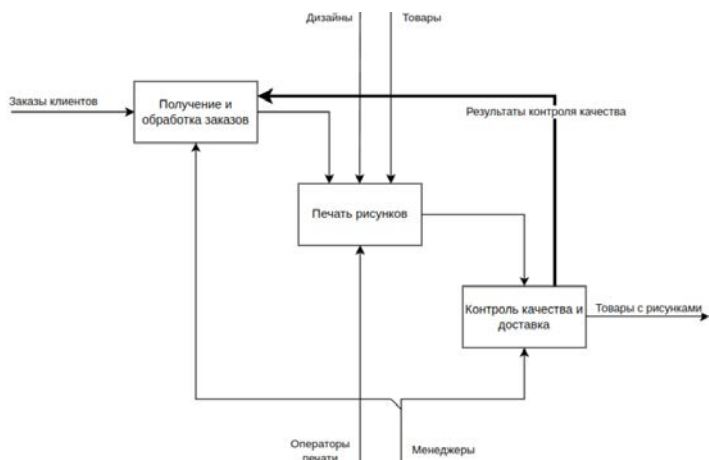 Дизайны
Товары
Заказы клиентов
Получение и
обработка заказов
Результаты контроля качества
Печать рисунков
Контроль качества и
доставка
Товары с рисунками
Операторы
печати
Менеджеры